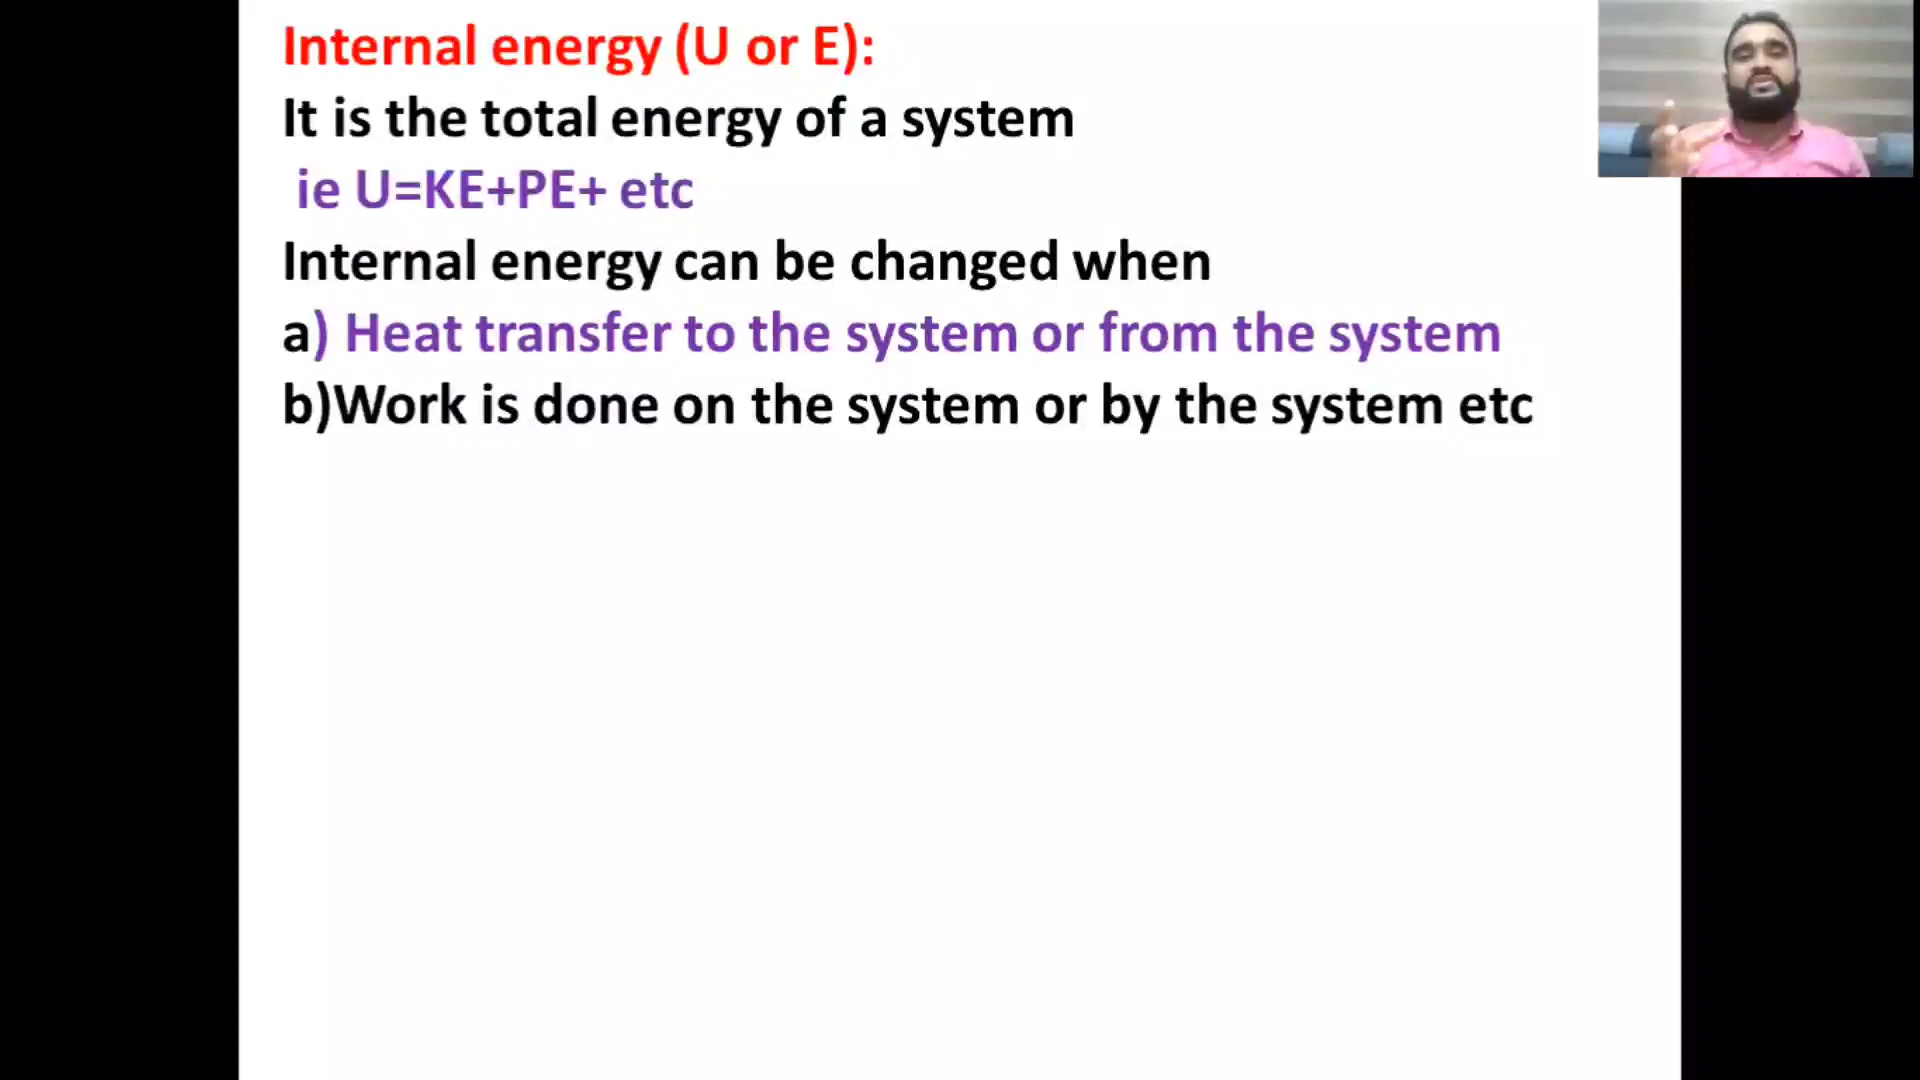 Internal energy (U or E):
It is the total energy of a system
ie U=KE+PE+ etc
Internal energy can be changed when
a) Heat transfer to the system or from the system
b)Work is done on the system or by the system etc